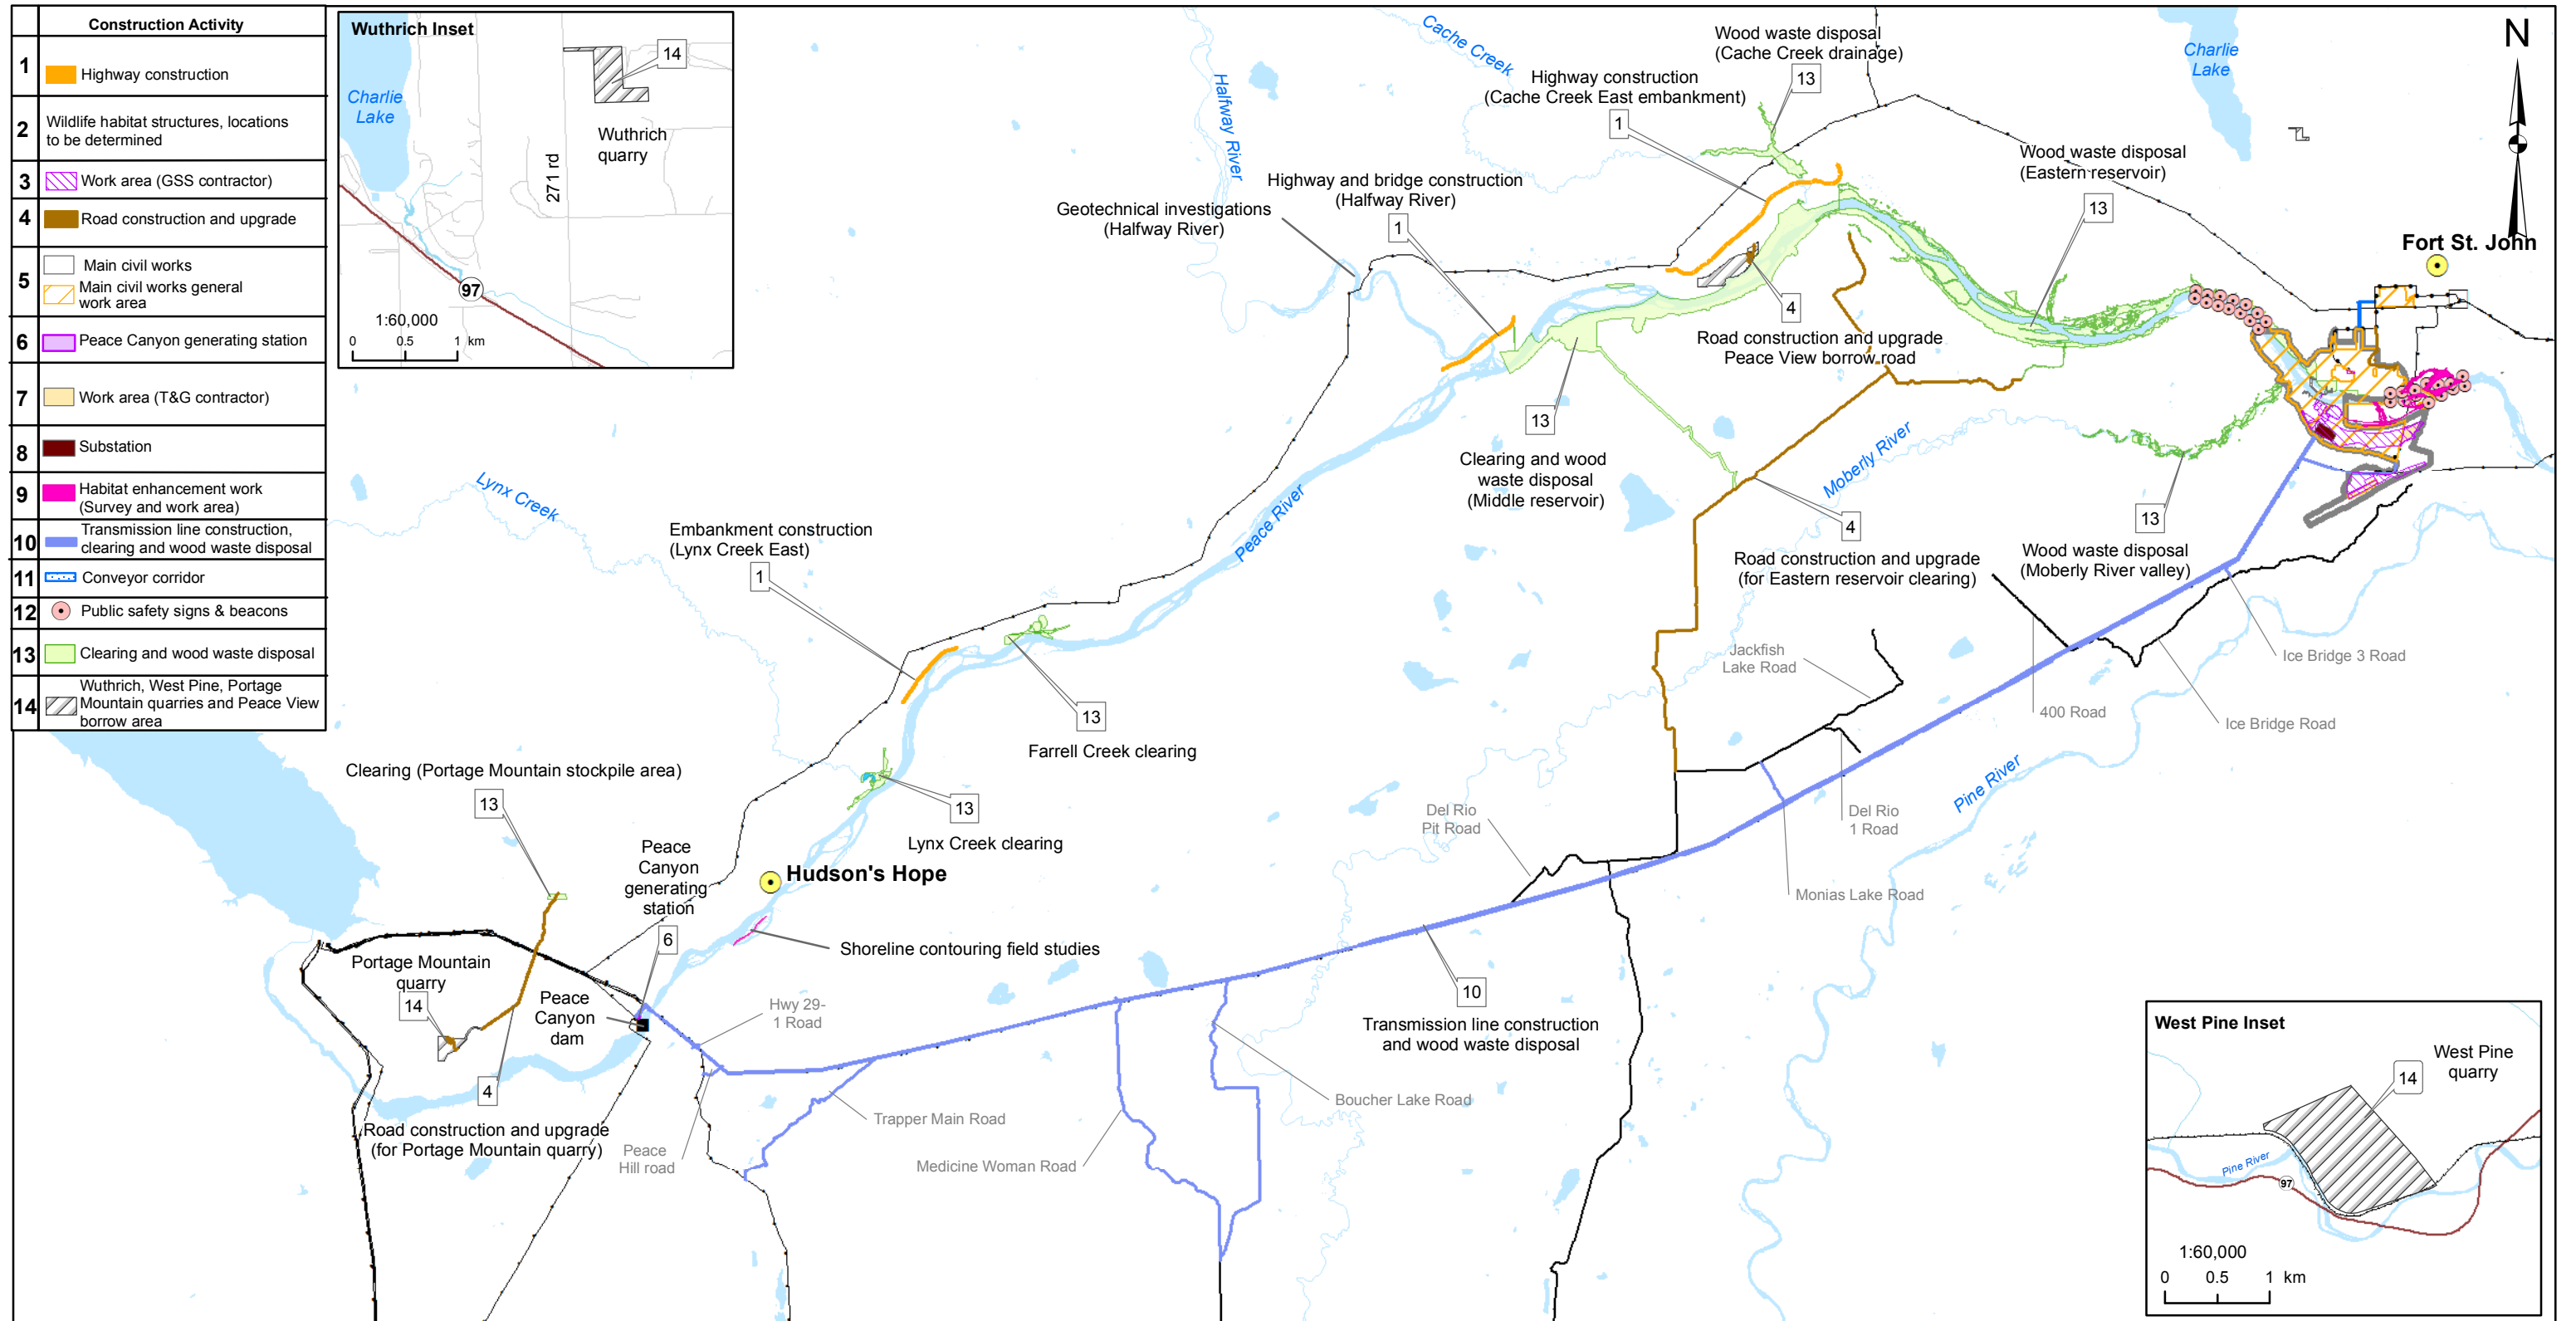 Construction Activity
1
Highway construction
2
Wildlife habitat structures, locations
to be determined
3
Work area (GSS contractor)
4
Road construction and upgrade
5
Main civil works
Main civil works general
work area
6
Peace Canyon generating station
7
Work area (T&G contractor)
8
Substation
9
Habitat enhancement work
(Survey and work area)
10
Transmission line construction,
clearing and wood waste disposal
11
Conveyor corridor
12
Public safety signs & beacons
13
Clearing and wood waste disposal
14
Wuthrich, West Pine, Portage
Mountain quarries and Peace View
borrow area
Wuthrich Inset
14
Charlie
Lake
Wuthrich
quarry
271 rd
97
1:60,000
0 0.5 1 km
Cache Creek
Halfway River
Wood waste disposal
(Cache Creek drainage)
13
Charlie
Lake
N
Highway construction
(Cache Creek East embankment)
1
Wood waste disposal
(Eastern reservoir)
13
Highway and bridge construction
(Halfway River)
1
Geotechnical investigations
(Halfway River)
Fort St. John
4
Road construction and upgrade
Peace View borrow road
13
Clearing and wood
waste disposal
(Middle reservoir)
Moberly River
Peace River
Lynx Creek
4
Road construction and upgrade
(for Eastern reservoir clearing)
13
Wood waste disposal
(Moberly River valley)
Embankment construction
(Lynx Creek East)
1
Jackfish
Lake Road
Ice Bridge 3 Road
400 Road
Ice Bridge Road
13
Farrell Creek clearing
Clearing (Portage Mountain stockpile area)
13
13
Lynx Creek clearing
Pine River
Del Rio
Pit Road
Del Rio
1 Road
Peace
Canyon
generating
station
6
Hudson's Hope
Monias Lake Road
Shoreline contouring field studies
Portage Mountain
quarry
14
Peace
Canyon
dam
Hwy 29-
1 Road
10
Transmission line construction
and wood waste disposal
4
Road construction and upgrade
(for Portage Mountain quarry)
Peace
Hill road
Trapper Main Road
Boucher Lake Road
Medicine Woman Road
West Pine Inset
West Pine
quarry
14
Pine River
97
1:60,000
0 0.5 1 km